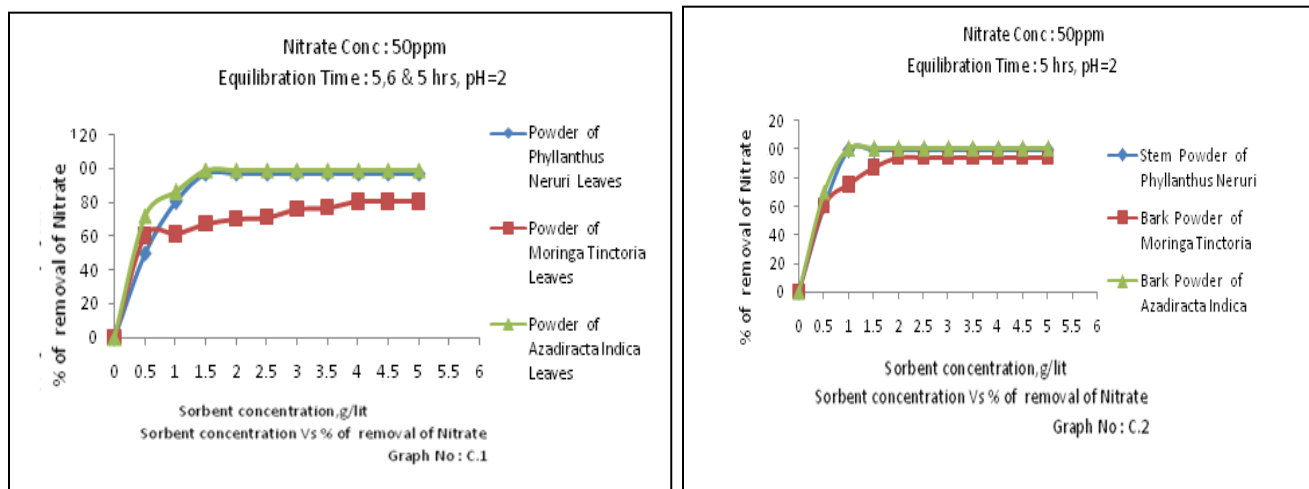 Nitrate Conc : 50ppm
Equilibration Time : 5,6 & 5 hrs, pH=2
% of removal of Nitrate
120
00
80
60
40
20
0
0 0.5 1 1.5 2 2.5 3 3.5 4 4.5 5 6
Powder of
Phyllanthus
Neruri Leaves
Powder of
Moringa Tinctoria
Leaves
Powder of
Azadiracta Indica
Leaves
Sorbent concentration,g/lit
Sorbent concentration Vs % of removal of Nitrate
Graph No : C.1
Nitrate Conc : 50ppm
Equilibration Time : 5 hrs, pH=2
% of removal of Nitrate
20
00
80
60
40
20
0
0 0.5 1 1.5 2 2.5 3 3.5 4 4.5 5 6
Stem Powder of
Phyllanthus Neruri
Bark Powder of
Moringa Tinctoria
Bark Powder of
Azadiracta Indica
Sorbent concentration,g/lit
Sorbent concentration Vs % of removal of Nitrate
Graph No : C.2